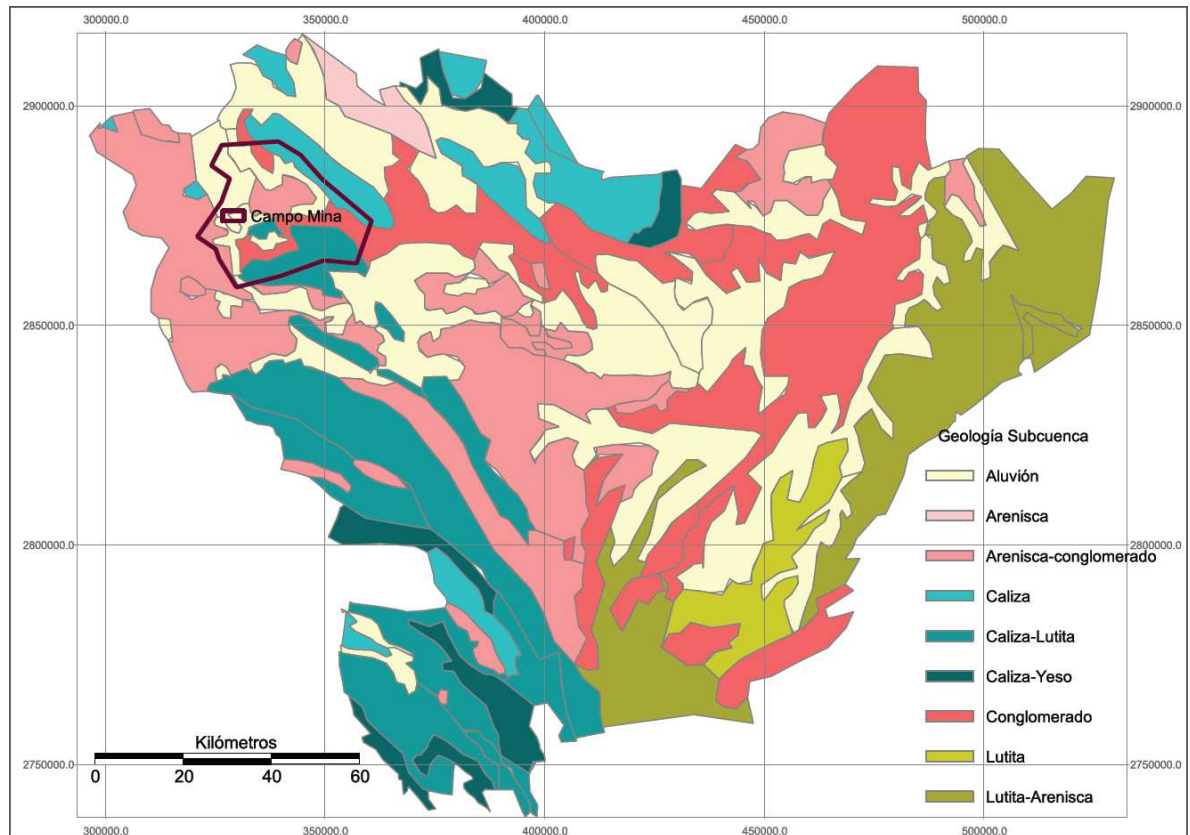 300000.0 350000.0 400000.0 450000.0 500000.0
2900000.0 2900000.0
Campo Mina
2850000.0 2850000.0
Geología Subcuenca
Aluvión
Arenisca
Arenisca-conglomerado
2800000.0 2800000.0
Caliza
Caliza-Lutita
Caliza-Yeso
Conglomerado
Kilómetros
Lutita
2750000.0 2750000.0
0 20 40 60
Lutita-Arenisca
300000.0 350000.0 400000.0 450000.0 500000.0